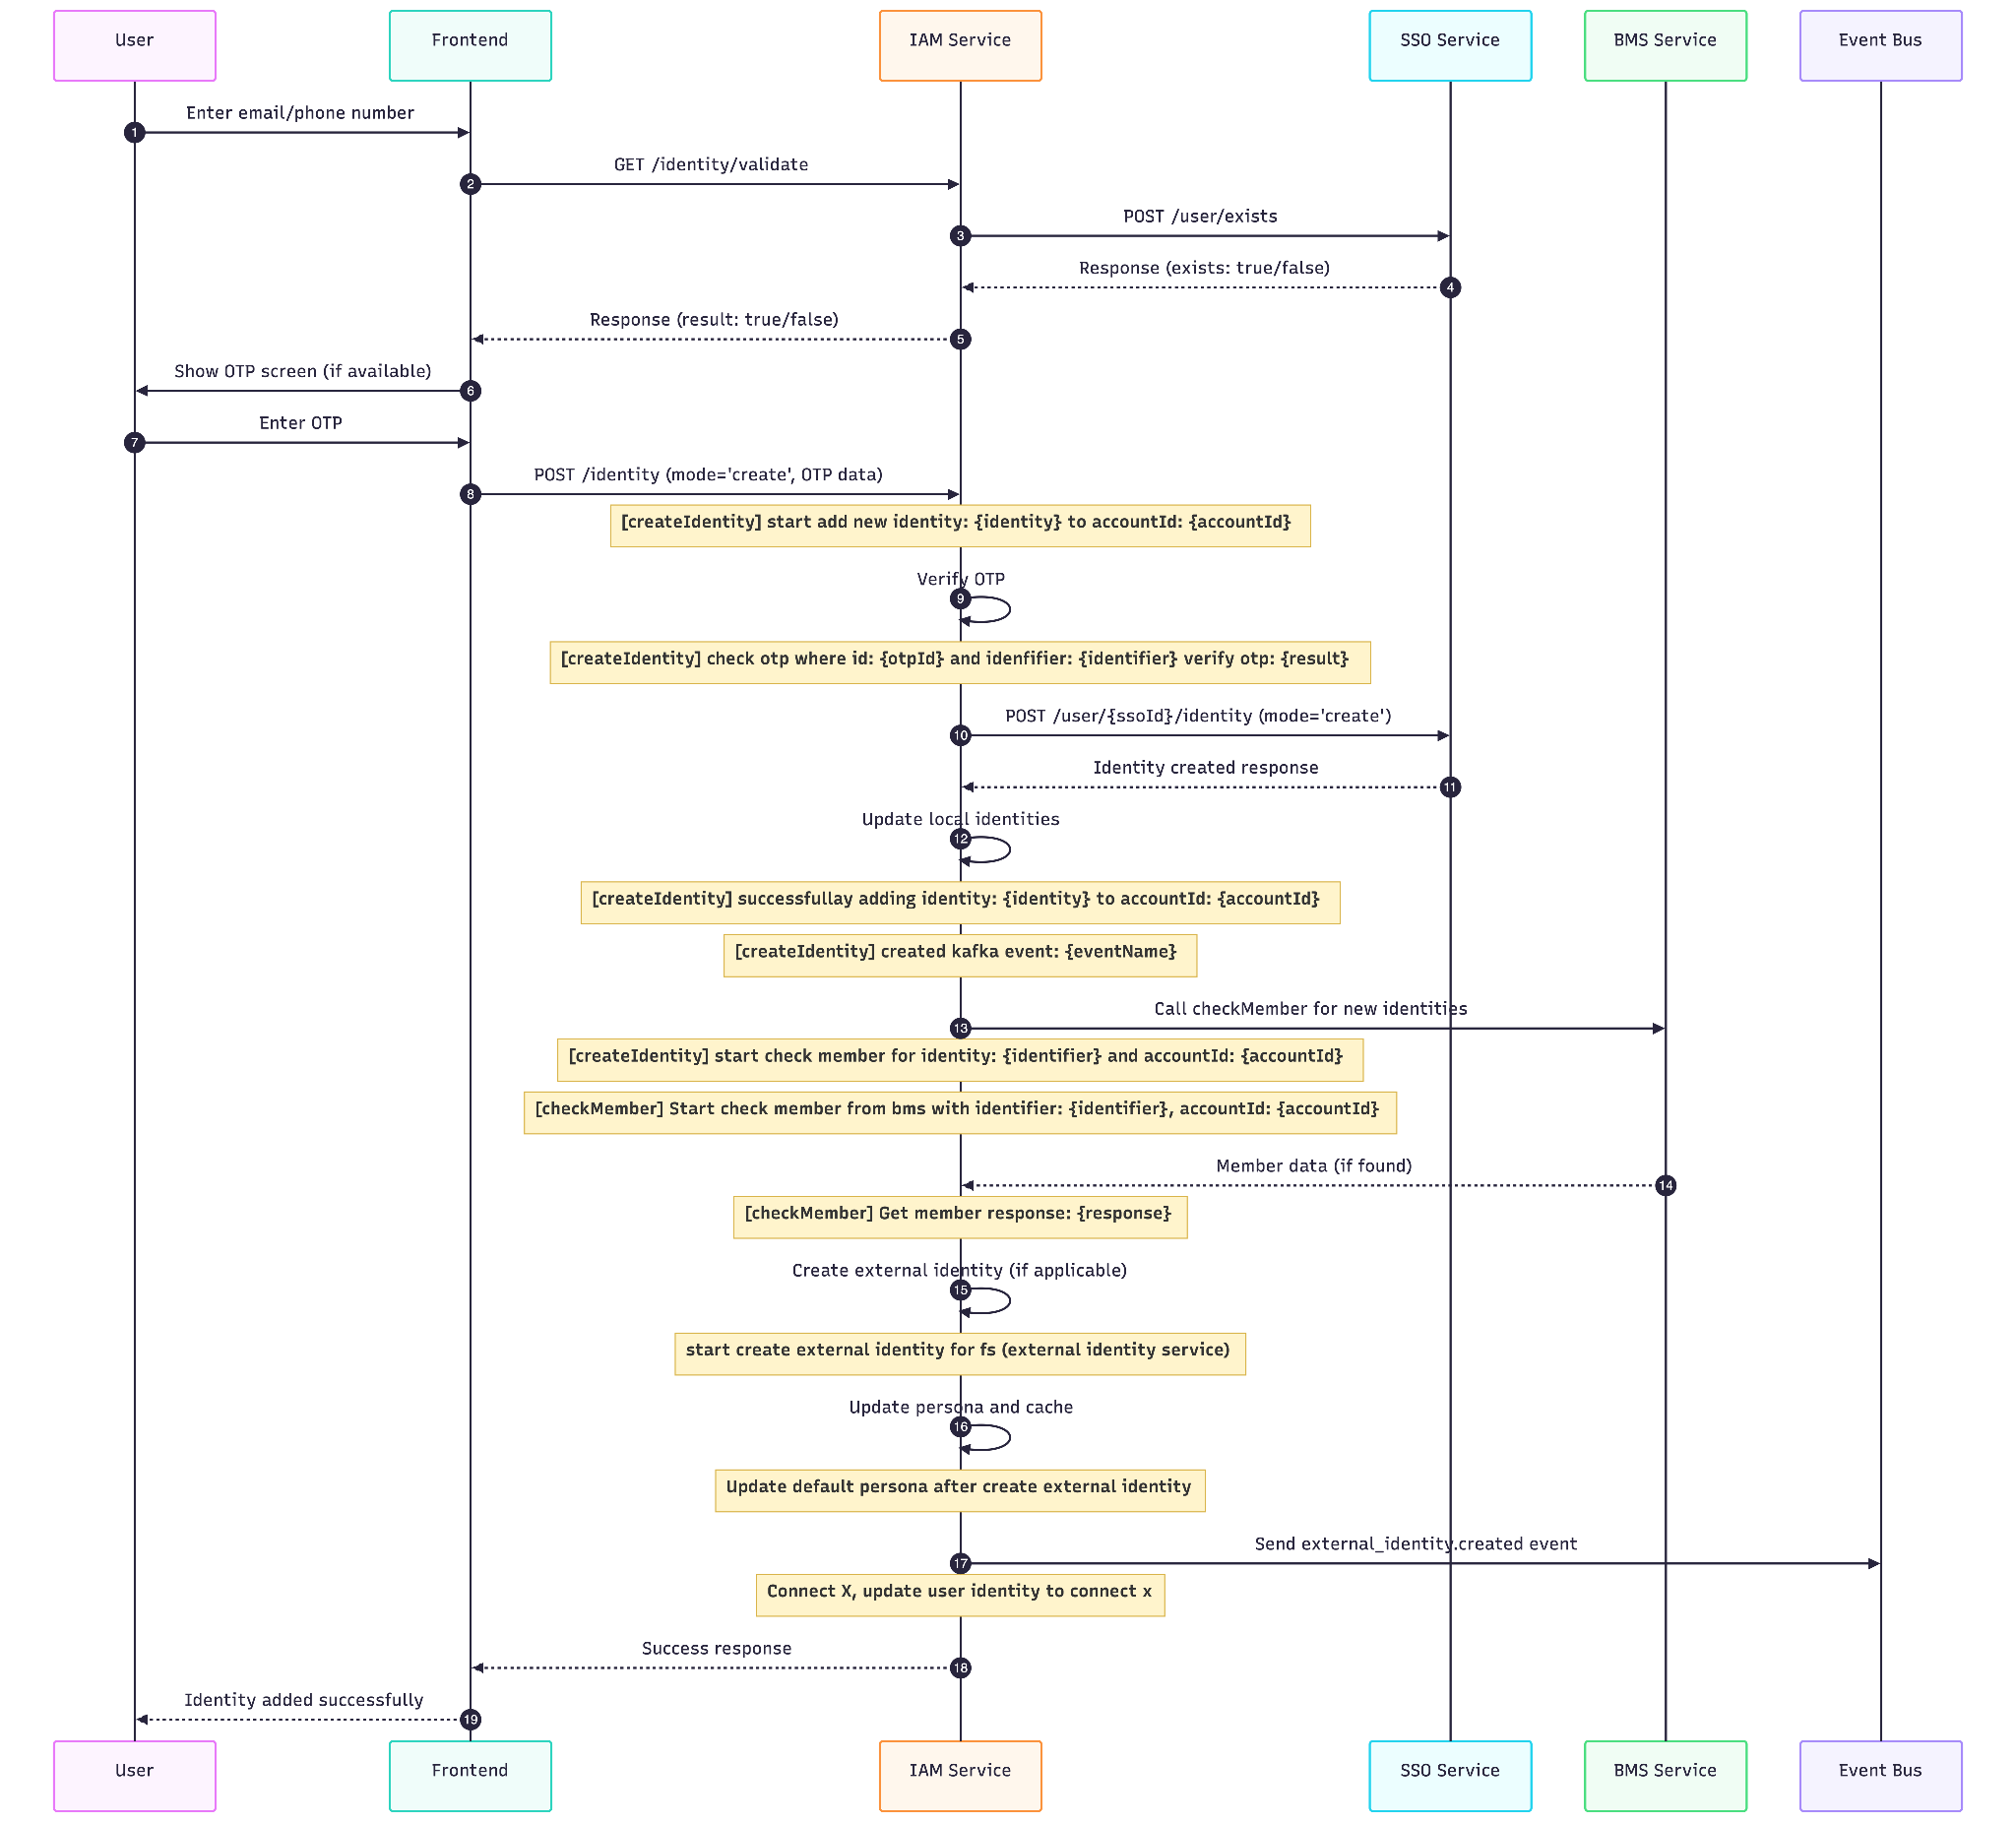 User
Frontend
IAM Service
SSO Service
BMS Service
Event Bus
Enter email/phone number
1
GET /identity/validate
2
POST /user/exists
3
Response (exists: true/false)
4
Response (result: true/false)
5
Show OTP screen (if available)
6
Enter OTP
7
POST /identity (mode='create', OTP data)
8
[createIdentity] start add new identity: {identity} to accountId: {accountId}
Verify OTP
9
[createIdentity] check otp where id: {otpId} and idenfifier: {identifier} verify otp: {result}
POST /user/{ssoId}/identity (mode='create')
10
Identity created response
11
Update local identities
12
[createIdentity] successfullay adding identity: {identity} to accountId: {accountId}
[createIdentity] created kafka event: {eventName}
Call checkMember for new identities
13
[createIdentity] start check member for identity: {identifier} and accountId: {accountId}
[checkMember] Start check member from bms with identifier: {identifier}, accountId: {accountId}
Member data (if found)
14
[checkMember] Get member response: {response}
Create external identity (if applicable)
15
start create external identity for fs (external identity service)
Update persona and cache
16
Update default persona after create external identity
Send external_identity.created event
17
Connect X, update user identity to connect x
Success response
18
Identity added successfully
19
User
Frontend
IAM Service
SSO Service
BMS Service
Event Bus